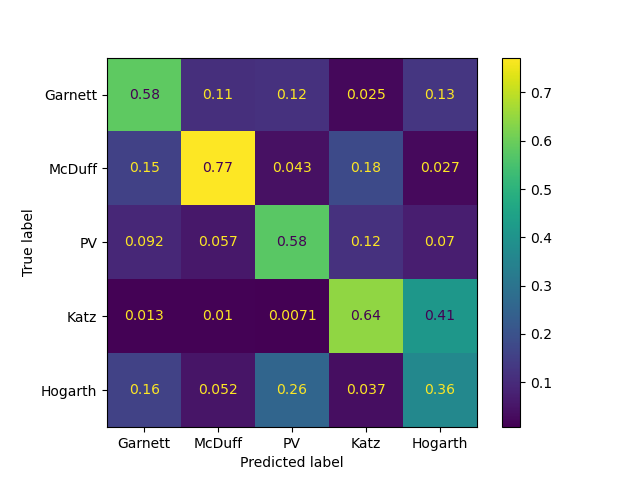 Garnett 0.58 0.11 0.12 0.025 0.13
McDuff 0.15 0.77 0.043 0.18 0.027
PV 0.092 0.057 0.58 0.12 0.07
Katz 0.013 0.01 0.0071 0.64 0.41
Hogarth 0.16 0.052 0.26 0.037 0.36
Garnett McDuff PV Katz Hogarth
Predicted label
True label
0.7
0.6
0.5
0.4
0.3
0.2
0.1